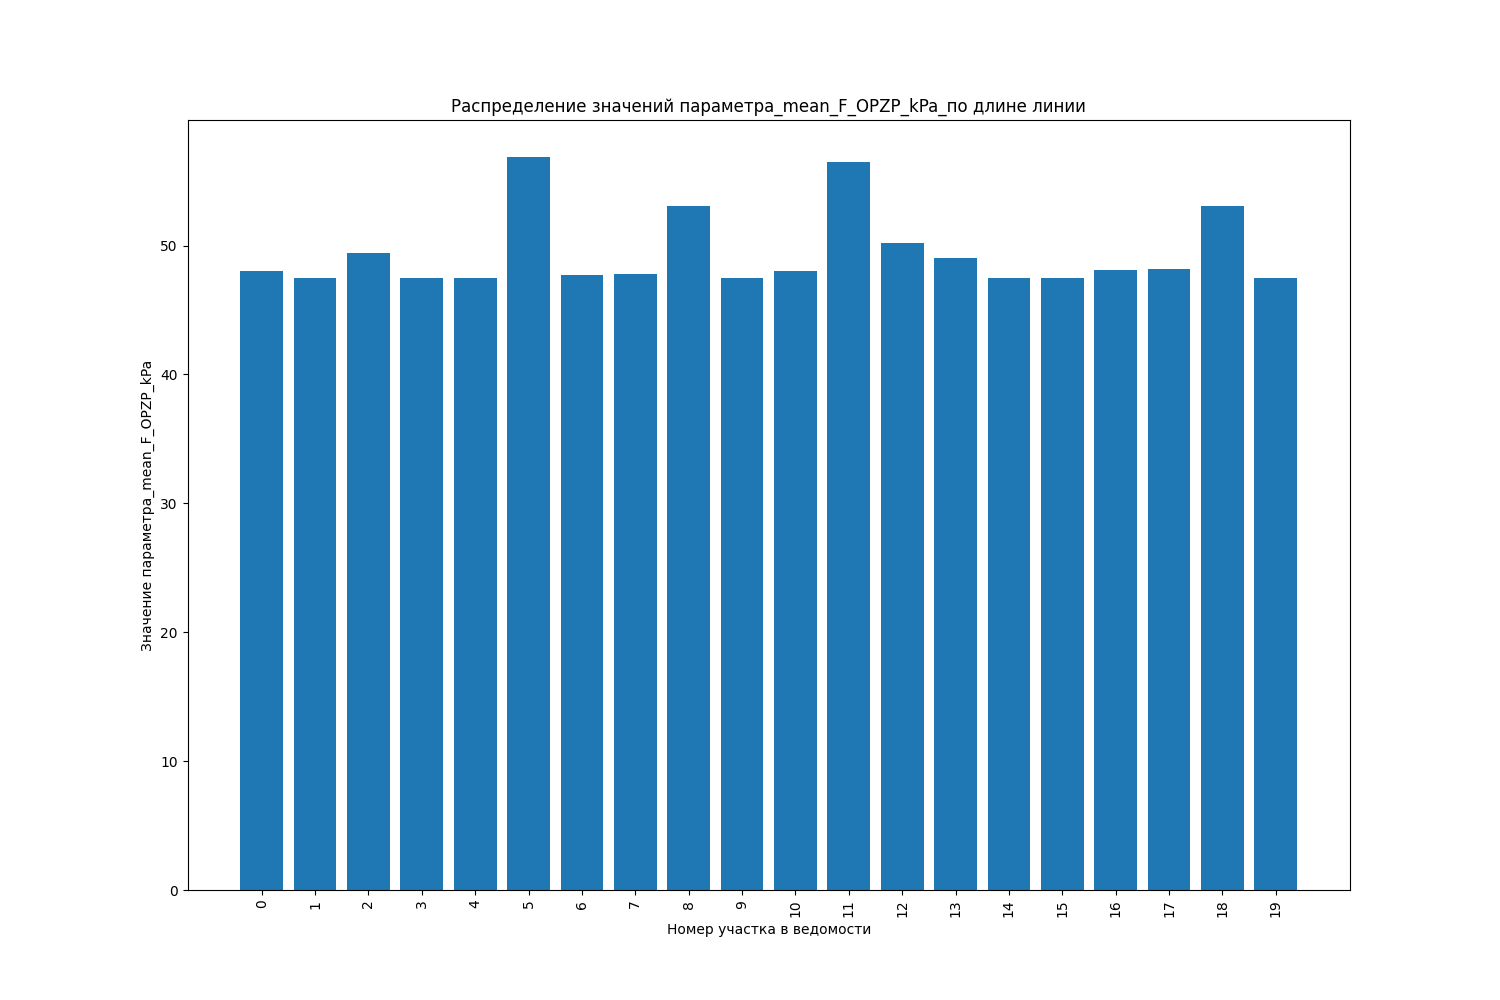 Распределение значений параметра_mean_F_OPZP_kPa_по длине линии
Значение параметра_mean_F_OPZP_kPa
50
40
30
20
10
0
0 1 2 3 4 5 6 7 8 9 10 11 12 13 14 15 16 17 18 19
Номер участка в ведомости